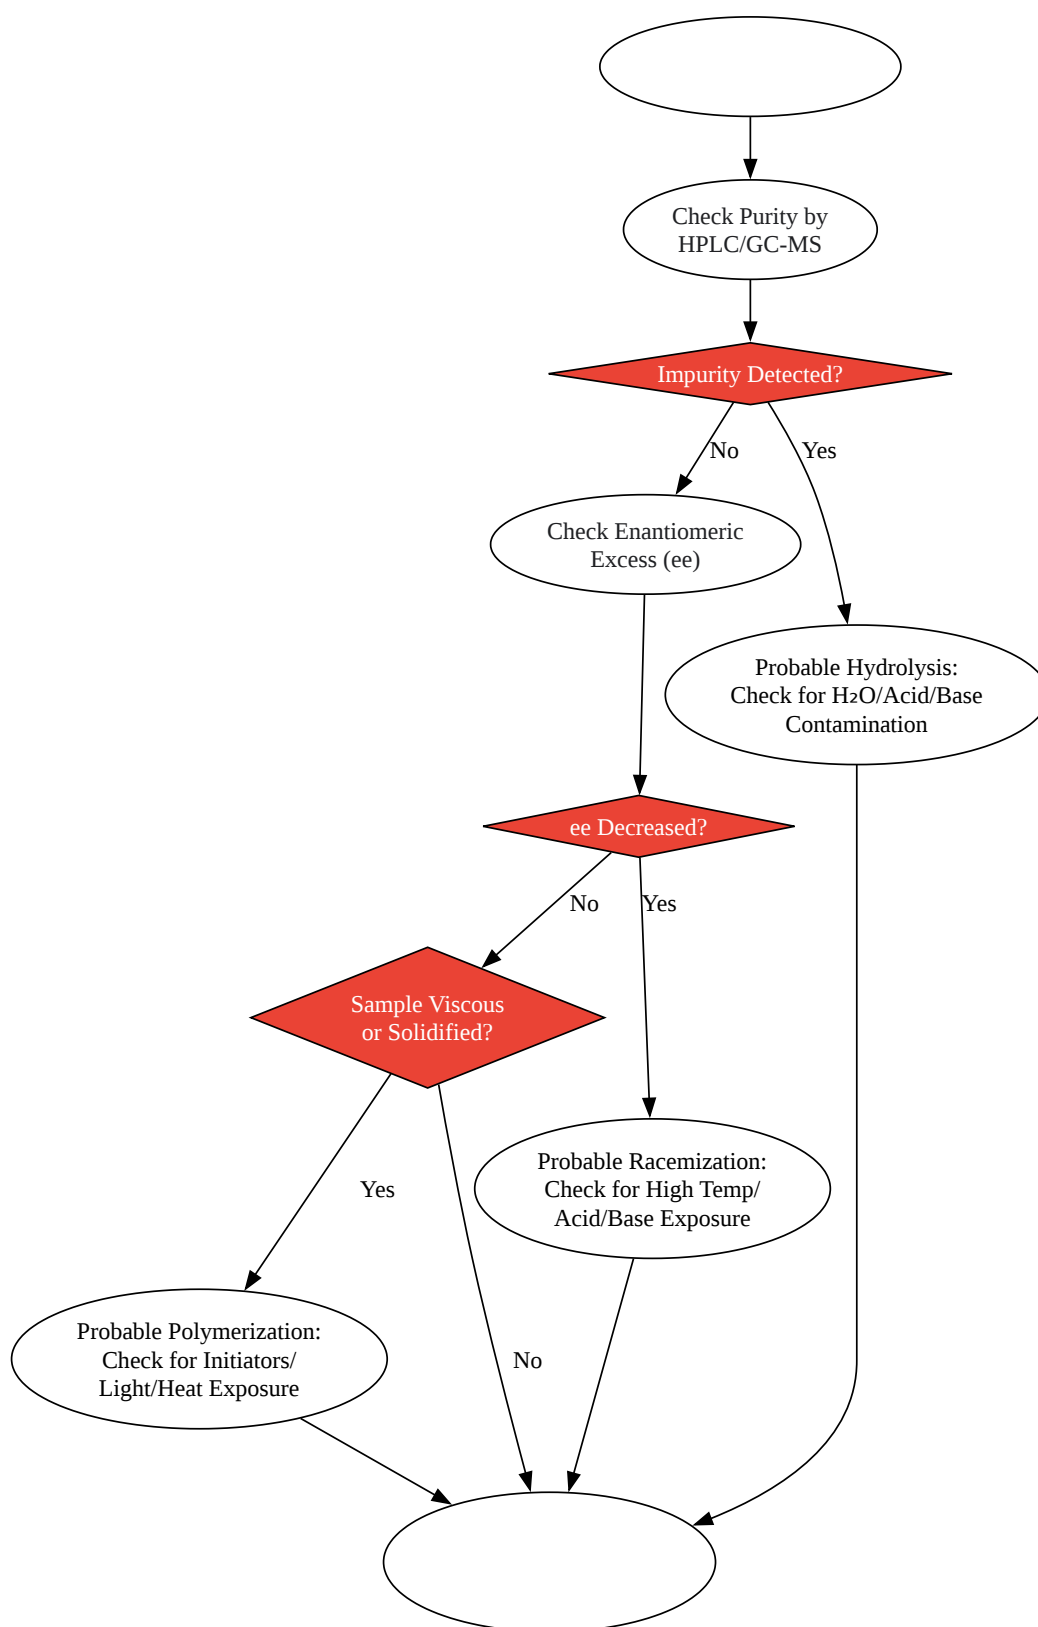 Check Purity by
HPLC/GC-MS
Impurity Detected?
No
Yes
Check Enantiomeric
Excess (ee)
Probable Hydrolysis:
Check for H₂O/Acid/Base
Contamination
ee Decreased?
No
Yes
Sample Viscous
or Solidified?
Yes
Probable Racemization:
Check for High Temp/
Acid/Base Exposure
Probable Polymerization:
Check for Initiators/
Light/Heat Exposure
No